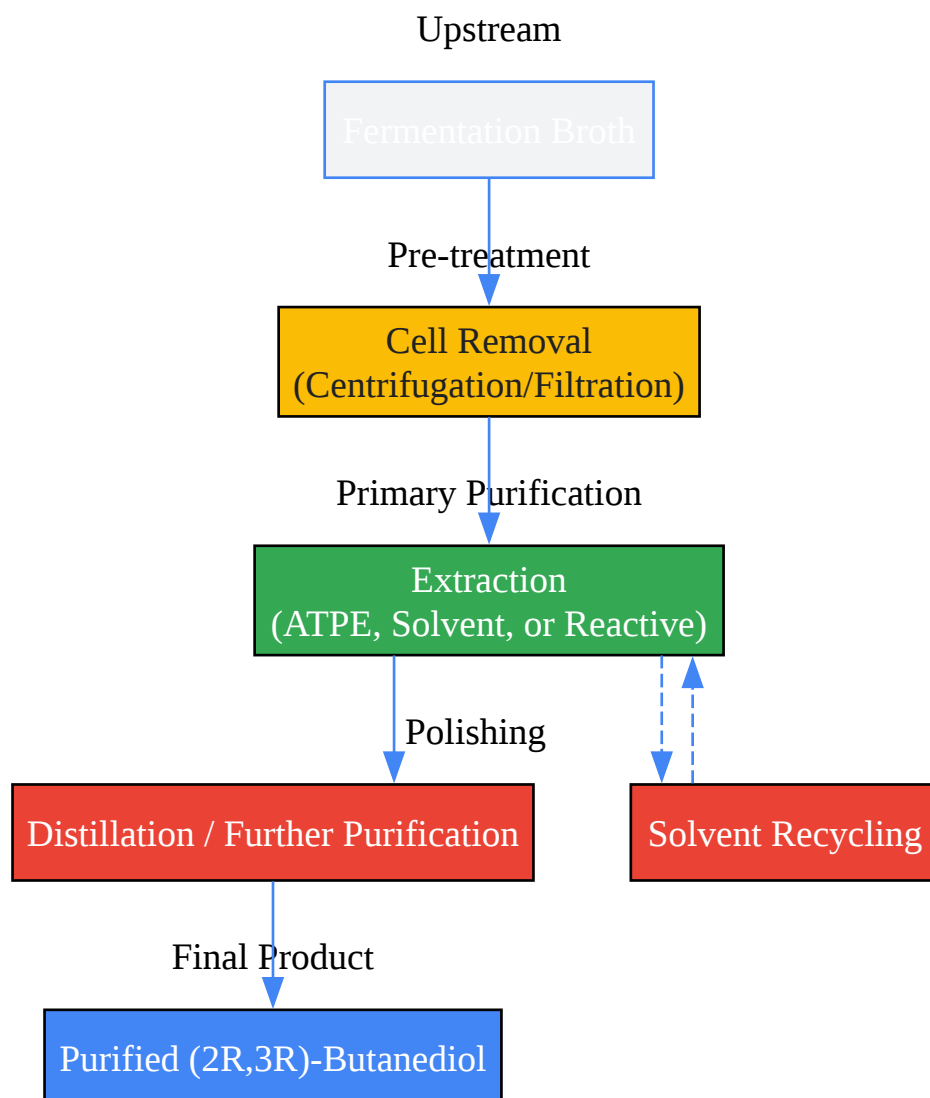 Upstream
Fermentation Broth
Pre-treatment
Cell Removal
(Centrifugation/Filtration)
Primary Purification
Extraction
(ATPE, Solvent, or Reactive)
Polishing
Distillation / Further Purification
Solvent Recycling
Final Product
Purified (2R,3R)-Butanediol